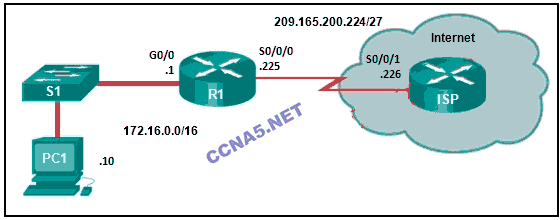 209.165.200.224/27
Internet
G0/0
S0/0/0
S0/0/1
.1
.225
.226
S1
R1
ISP
172.16.0.0/16
CCNA5.NET
PC1
.10